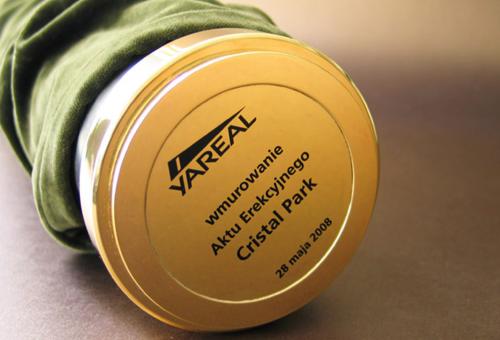 YAREAL
wmurowanie
Aktu Erekcyjnego
Cristal Park
28 maja 2008